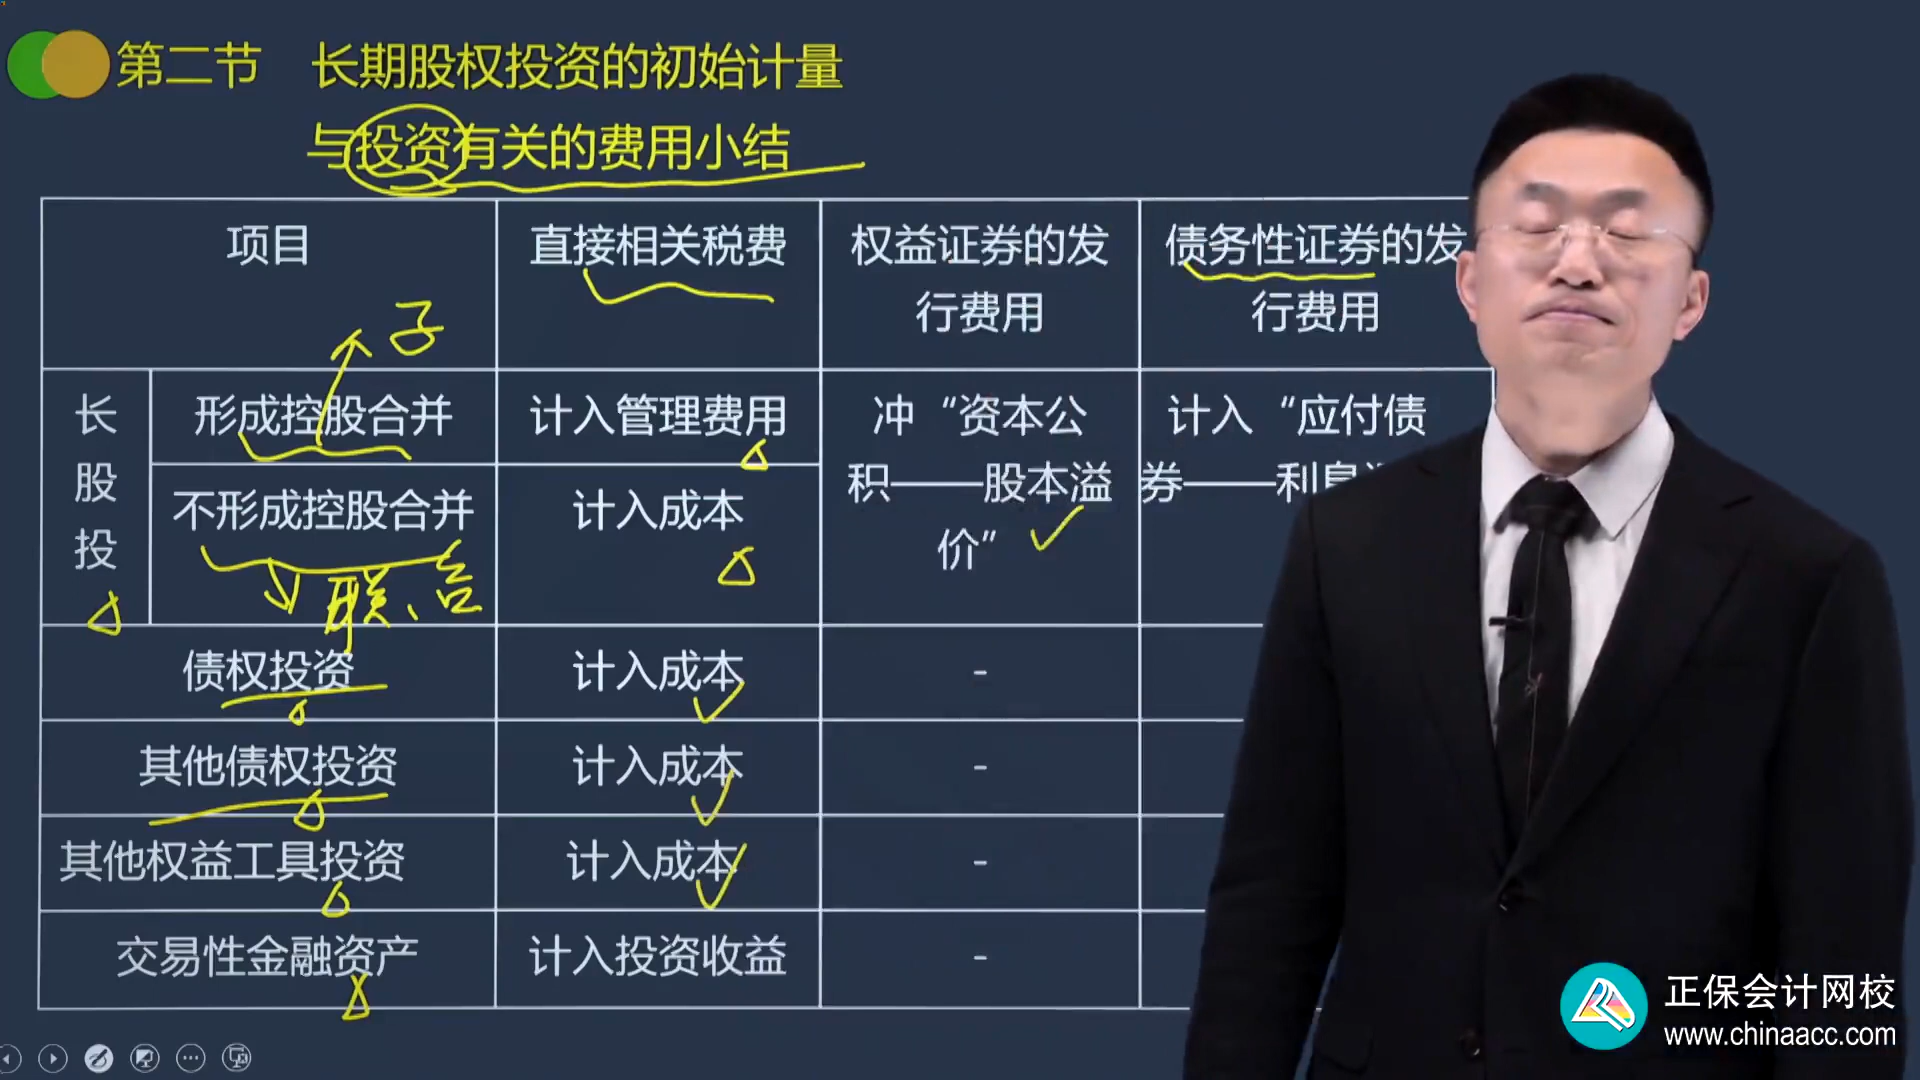 第二节 长期股权投资的初始计量
与投资有关的费用小结
项目
直接相关税费
权益证券的发
行费用
债务性证券的发
行费用
子
长
股
投
形成控股合并
计入管理费用
冲“资本公
积——股本溢
价”
计入“应付债
券——利息
不形成控股合并
计入成本
联、合
债权投资
计入成本
-
其他债权投资
计入成本
-
其他权益工具投资
计入成本
-
交易性金融资产
计入投资收益
-
正保会计网校
www.chinaacc.com